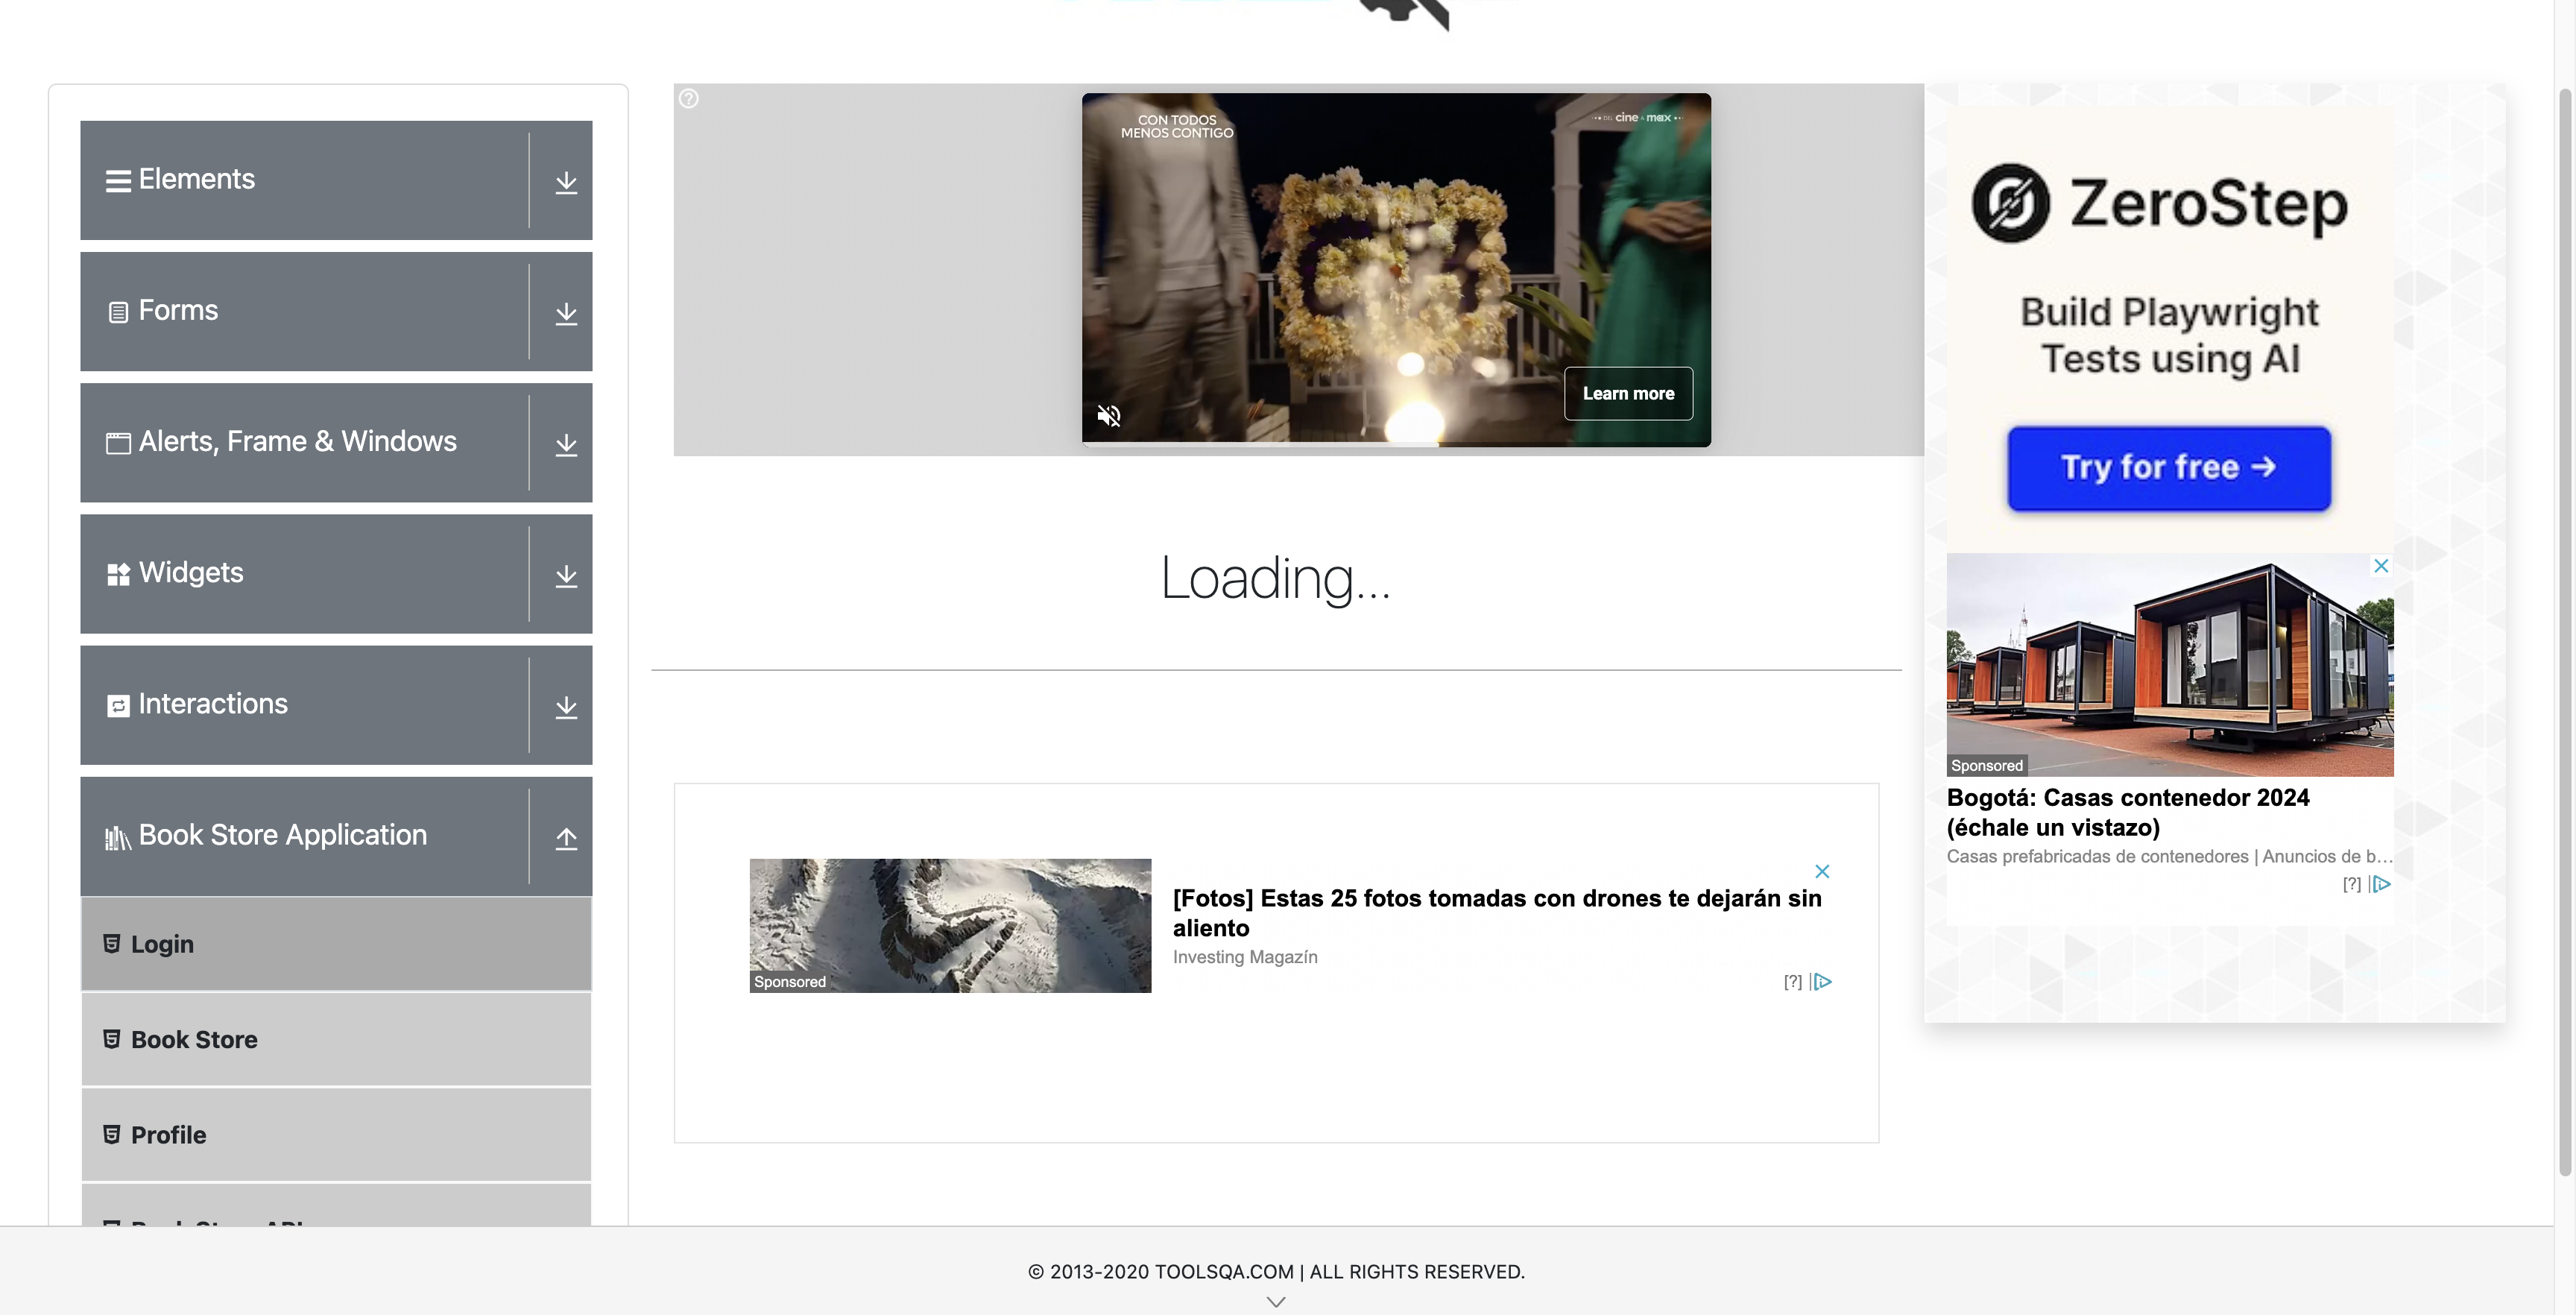 Elements
Forms
Alerts, Frame & Windows
Widgets
Interactions
Book Store Application
Login
Book Store
Profile
CON TODOS
MENOS CONTIGO
DEL cine A max
Learn more
Loading...
[Fotos] Estas 25 fotos tomadas con drones te dejarán sin
aliento
Investing Magazín
Sponsored
[?]
ZeroStep
Build Playwright
Tests using AI
Try for free →
Sponsored
Bogotá: Casas contenedor 2024
(échale un vistazo)
Casas prefabricadas de contenedores | Anuncios de b...
[?]
© 2013-2020 TOOLSQA.COM | ALL RIGHTS RESERVED.